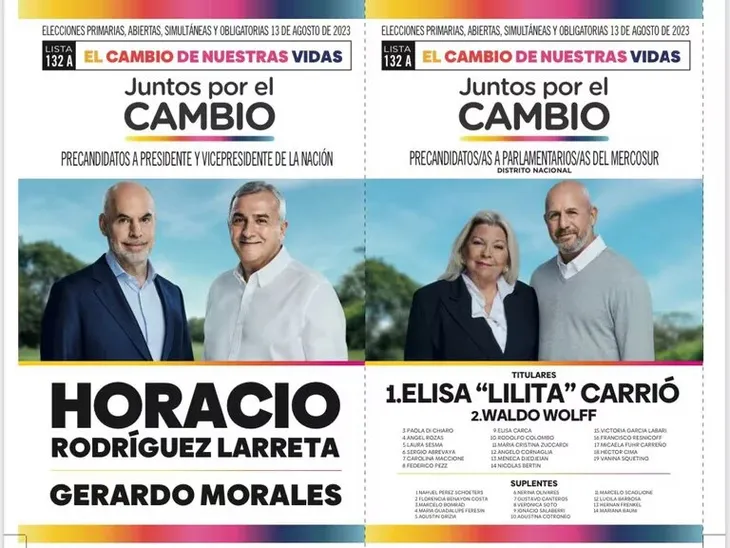 ELECCIONES PRIMARIAS, ABIERTAS, SIMULTÁNEAS Y OBLIGATORIAS 13 DE AGOSTO DE 2023
LISTA
132 A
EL CAMBIO DE NUESTRAS VIDAS
Juntos por el
CAMBIO
PRECANDIDATOS A PRESIDENTE Y VICEPRESIDENTE DE LA NACIÓN
HORACIO
RODRÍGUEZ LARRETA
GERARDO MORALES
ELECCIONES PRIMARIAS, ABIERTAS, SIMULTÁNEAS Y OBLIGATORIAS 13 DE AGOSTO DE 2023
LISTA
132 A
EL CAMBIO DE NUESTRAS VIDAS
Juntos por el
CAMBIO
PRECANDIDATOS/AS A PARLAMENTARIOS/AS DEL MERCOSUR
DISTRITO NACIONAL
TITULARES
1.ELISA "LILITA" CARRIÓ
2.WALDO WOLFF
3. PAOLA DI CHIARO
4. ANGEL ROZAS
5. LAURA SESMA
6. SERGIO ABREVAYA
7. CAROLINA MACCIONE
8. FEDERICO PEZZ
9. ELISA CARCA
10. RODOLFO COLOMBO
11. MARIA CRISTINA ZUCCARDI
12. ÁNGELO CORNAGLIA
13. MENECA DJEDJEIAN
14. NICOLAS BERTIN
15. VICTORIA GARCIA LABARI
16. FRANCISCO RESNICOFF
17. MICAELA FUHR CARREÑO
18. HECTOR CIMA
19. VANINA SQUETINO
SUPLENTES
1. NAHUEL PEREZ SCHOETERS
2. FLORENCIA BENAYON COSTA
3. MARCELO ROMRAD
4. MARIA GUADALUPE FERESIN
5. AGUSTIN GRIZIA
6. NERINA OLIVARES
7. GUSTAVO CANTEROS
8. VERONICA SOTO
9. IGNACIO SALABERRI
10. AGUSTINA COTRONEO
11. MARCELO SCAGLIONE
12. LUCILA BARBOSA
13. HERNAN FRENKEL
14. MARIANA BAUM